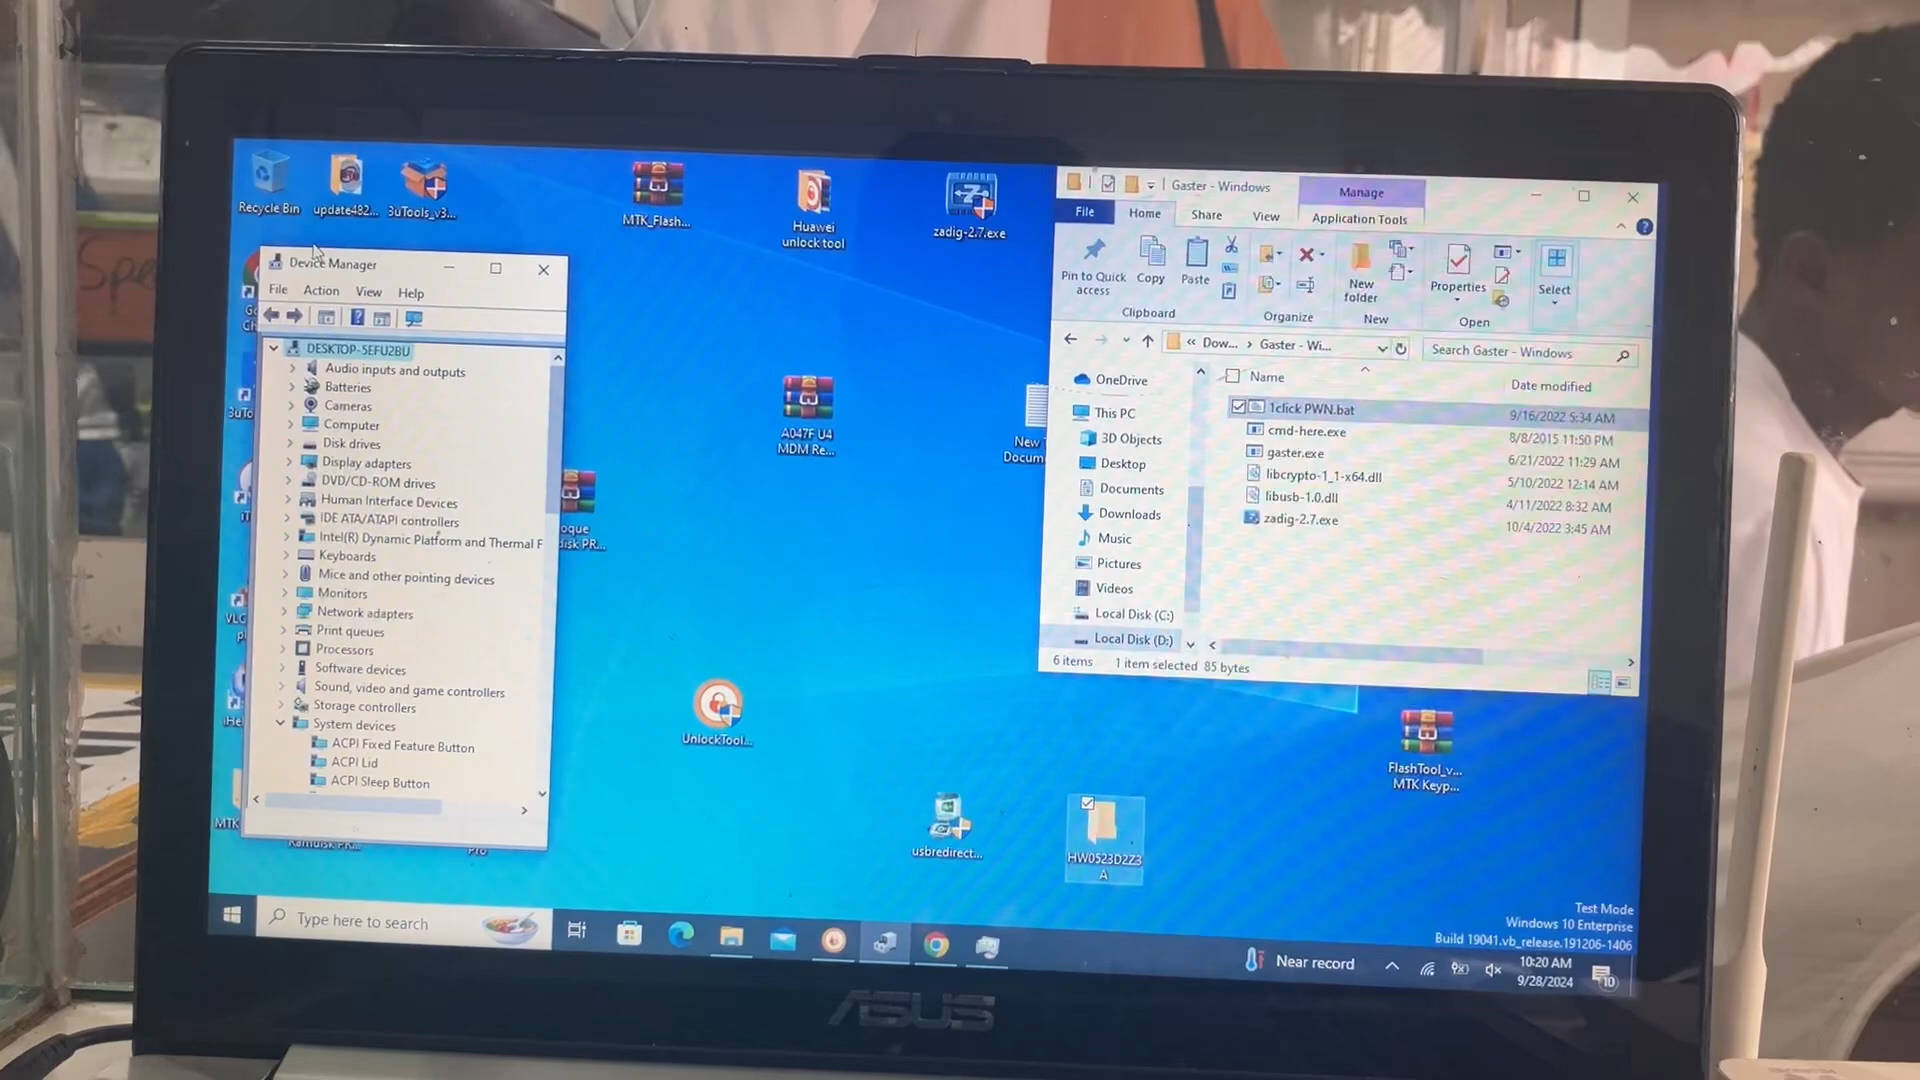 Recycle Bin
update482...
3uTools_v3...
MTK_Flash...
Huawei
unlock tool
zadig-2.7.exe
Device Manager
File Action View Help
DESKTOP-5EFU2BU
Audio inputs and outputs
Batteries
Cameras
Computer
Disk drives
Display adapters
DVD/CD-ROM drives
Human Interface Devices
IDE ATA/ATAPI controllers
Intel(R) Dynamic Platform and Thermal F
Keyboards
Mice and other pointing devices
Monitors
Network adapters
Print queues
Processors
Software devices
Sound, video and game controllers
Storage controllers
System devices
ACPI Fixed Feature Button
ACPI Lid
ACPI Sleep Button
3uTo
VLC
MTK
A047F U4
MDM Re...
New T
Docum
oque
disk PR...
UnlockTool...
usbredirect...
HW0523D2Z3
A
FlashTool_v...
MTK Keyp...
Gaster - Windows
Manage
File Home Share View Application Tools
Pin to Quick
access
Copy
Paste
New
folder
Properties
Select
Clipboard
Organize
New
Open
« Dow... › Gaster - Wi...
Search Gaster - Windows
Name
Date modified
OneDrive
This PC
3D Objects
Desktop
Documents
Downloads
Music
Pictures
Videos
Local Disk (C:)
Local Disk (D:)
1click PWN.bat 9/16/2022 5:34 AM
cmd-here.exe 8/8/2015 11:50 PM
gaster.exe 6/21/2022 11:29 AM
libcrypto-1_1-x64.dll 5/10/2022 12:14 AM
libusb-1.0.dll 4/11/2022 8:32 AM
zadig-2.7.exe 10/4/2022 3:45 AM
6 items 1 item selected 85 bytes
Test Mode
Windows 10 Enterprise
Build 19041.vb_release.191206-1406
Type here to search
Near record
10:20 AM
9/28/2024
10
ASUS